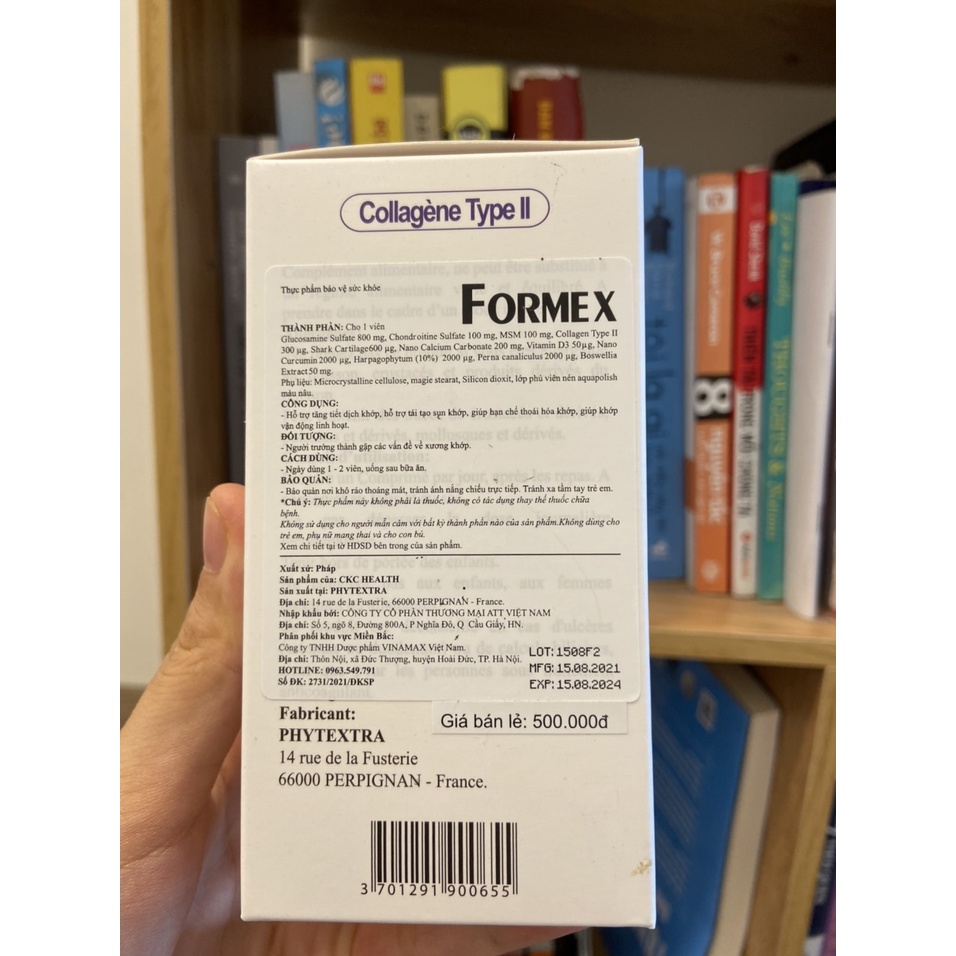 Collagène Type II
Thực phẩm bảo vệ sức khỏe
FORMEX
THÀNH PHẦN: Cho 1 viên
Glucosamine Sulfate 800 mg, Chondroitine Sulfate 100 mg, MSM 100 mg, Collagen Type II
300 µg, Shark Cartilage600 µg, Nano Calcium Carbonate 200 mg, Vitamin D3 50µg, Nano
Curcumin 2000 µg, Harpagophytum (10%) 2000 µg, Perna canaliculus 2000 µg, Boswellia
Extract 50 mg.
Phụ liệu: Microcrystalline cellulose, magie stearat, Silicon dioxit, lớp phủ viên nén aquapolish
màu nâu.
CÔNG DỤNG:
- Hỗ trợ tăng tiết dịch khớp, hỗ trợ tái tạo sụn khớp, giúp hạn chế thoái hóa khớp, giúp khớp
vận động linh hoạt.
ĐỐI TƯỢNG:
- Người trưởng thành gặp các vấn đề về xương khớp.
CÁCH DÙNG:
- Ngày dùng 1 - 2 viên, uống sau bữa ăn.
BẢO QUẢN:
- Bảo quản nơi khô ráo thoáng mát, tránh ánh nắng chiếu trực tiếp. Tránh xa tầm tay trẻ em.
*Chú ý: Thực phẩm này không phải là thuốc, không có tác dụng thay thế thuốc chữa
bệnh.
Không sử dụng cho người mẫn cảm với bất kỳ thành phần nào của sản phẩm.Không dùng cho
trẻ em, phụ nữ mang thai và cho con bú.
Xem chi tiết tại tờ HDSD bên trong của sản phẩm.
Xuất xứ: Pháp
Sản phẩm của: CKC HEALTH
Sản xuất tại: PHYTEXTRA
Địa chỉ: 14 rue de la Fusterie, 66000 PERPIGNAN - France.
Nhập khẩu bởi: CÔNG TY CỔ PHẦN THƯƠNG MẠI ATT VIỆT NAM
Địa chỉ: Số 5, ngõ 8, Đường 800A, P Nghĩa Đô, Q Cầu Giấy, HN.
Phân phối khu vực Miền Bắc:
Công ty TNHH Dược phẩm VINAMAX Việt Nam.
Địa chỉ: Thôn Nội, xã Đức Thượng, huyện Hoài Đức, TP. Hà Nội.
HOTLINE: 0963.549.791
Số ĐK: 2731/2021/ĐKSP
LOT:1508F2
MFG:15.08.2021
EXP:15.08.2024
Giá bán lẻ: 500.000đ
Fabricant:
PHYTEXTRA
14 rue de la Fusterie
66000 PERPIGNAN - France.
3 701291 900655
8